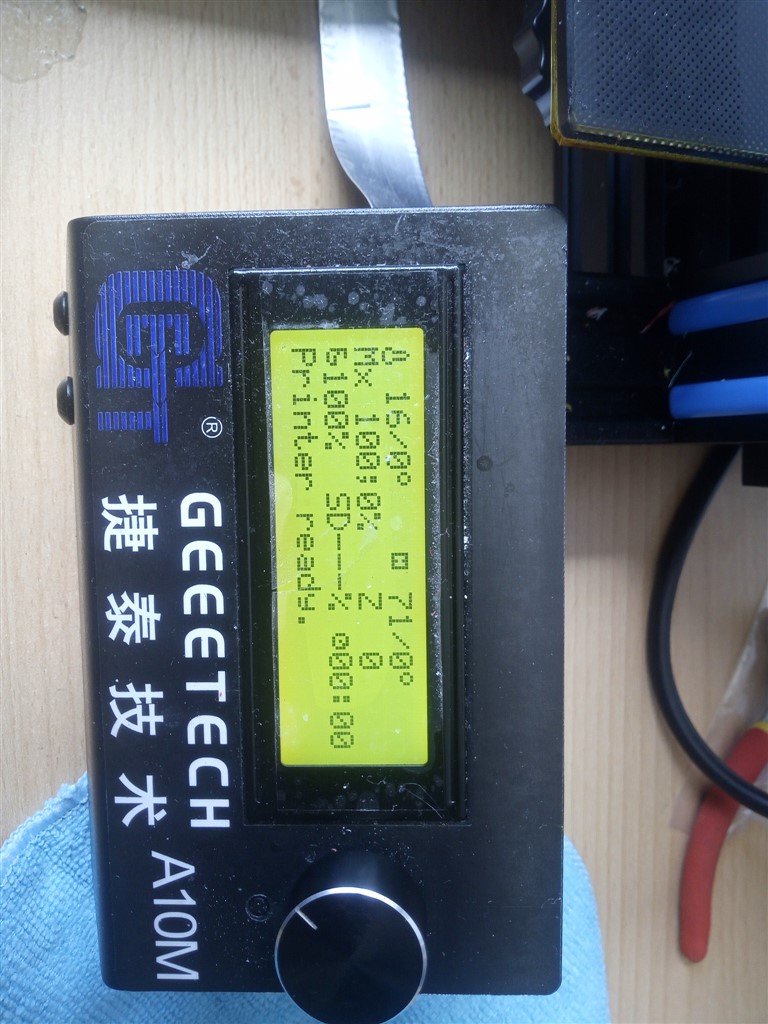 16/0° 71/0°
Mx 100:0% Z 0
§100% SD---% 00:00
Printer ready.
®
GEEETECH
捷泰技术 A10M